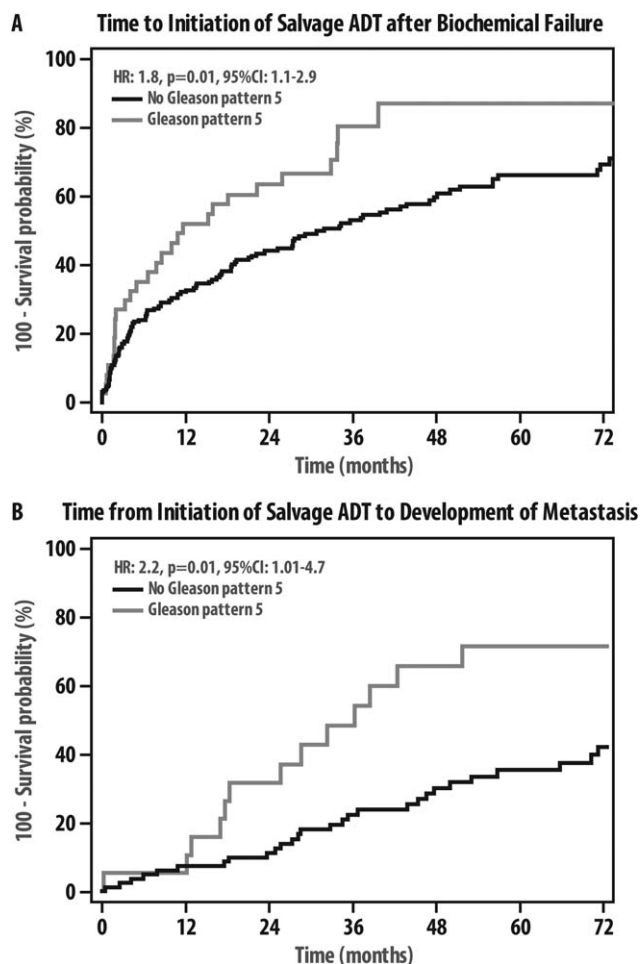 A Time to Initiation of Salvage ADT after Biochemical Failure
100 - Survival probability (%)
100
80
60
40
20
0
HR: 1.8, p=0.01, 95%CI: 1.1-2.9
No Gleason pattern 5
Gleason pattern 5
0 12 24 36 48 60 72
Time (months)
B Time from Initiation of Salvage ADT to Development of Metastasis
100 - Survival probability (%)
100
80
60
40
20
0
HR: 2.2, p=0.01, 95%CI: 1.01-4.7
No Gleason pattern 5
Gleason pattern 5
0 12 24 36 48 60 72
Time (months)